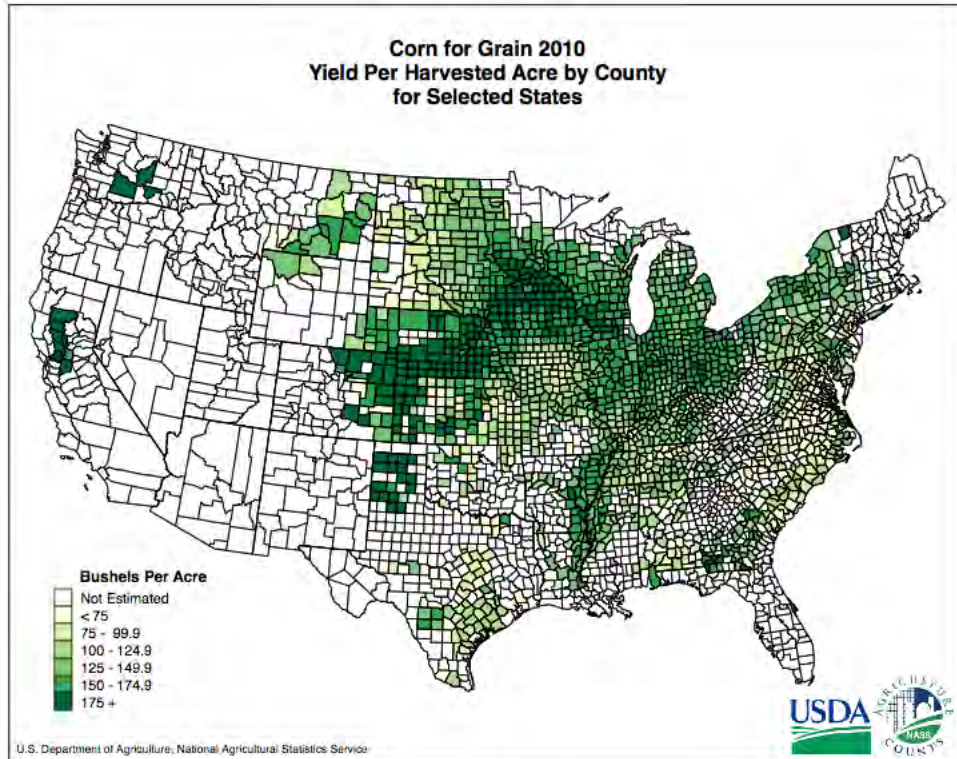 Corn for Grain 2010
Yield Per Harvested Acre by County
for Selected States
Bushels Per Acre
Not Estimated
< 75
75 - 99.9
100 - 124.9
125 - 149.9
150 - 174.9
175 +
U.S. Department of Agriculture, National Agricultural Statistics Service
USDA
AGRICULTURE
NASS
COUNTS